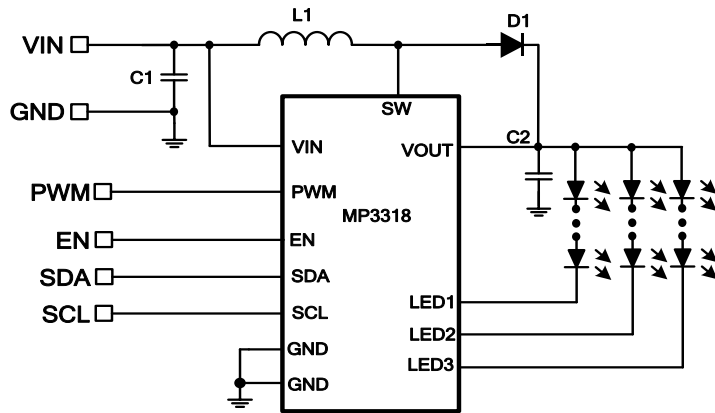 L1
D1
VIN
C1
GND
SW
VIN
VOUT
C2
PWM
PWM
MP3318
EN
EN
SDA
SDA
SCL
SCL
LED1
LED2
GND
LED3
GND